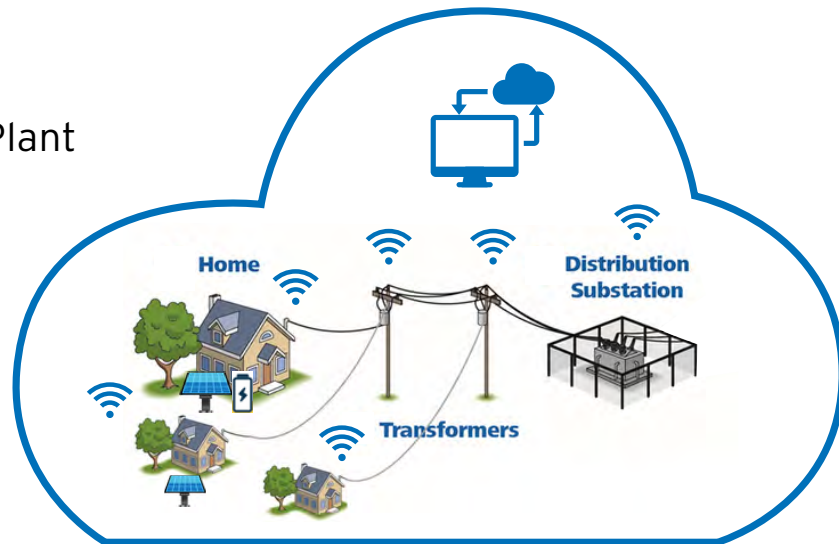 Plant
Home
Distribution
Substation
Transformers